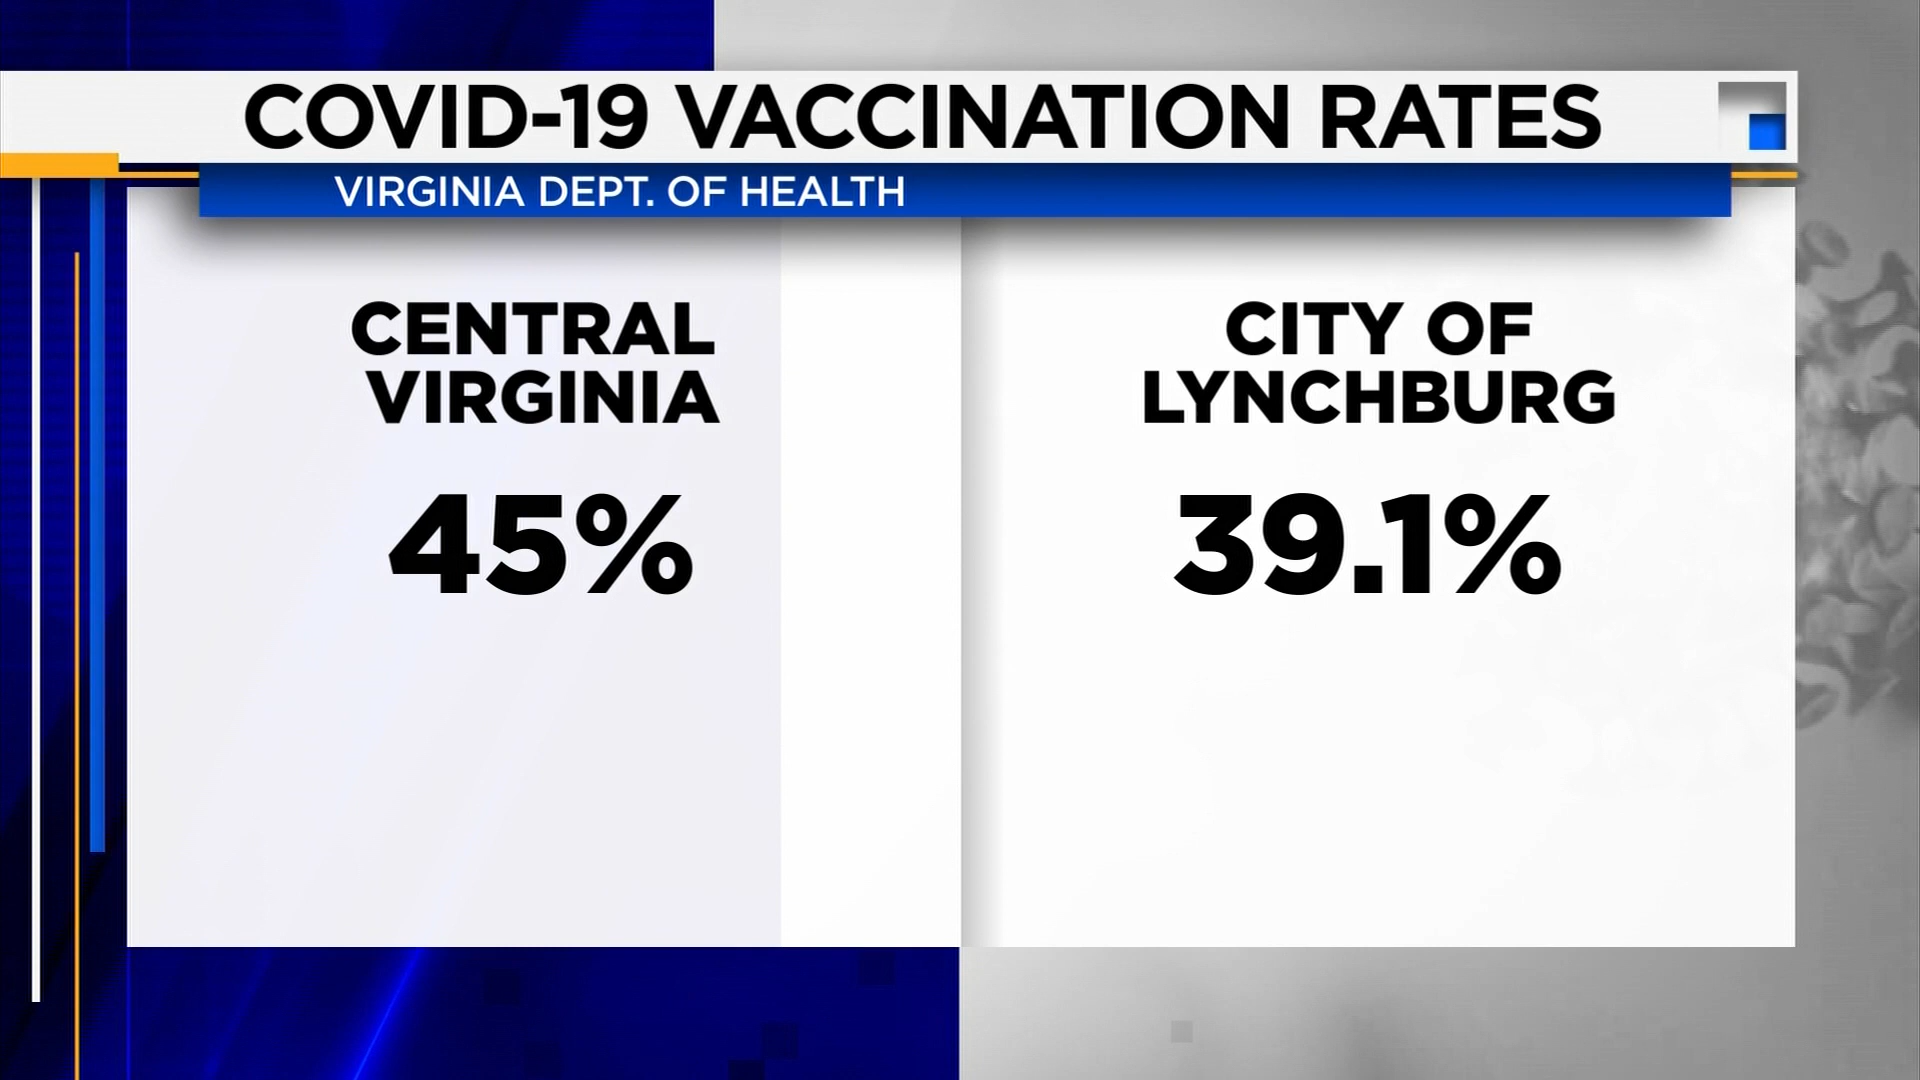 COVID-19 VACCINATION RATES
VIRGINIA DEPT. OF HEALTH
CENTRAL
VIRGINIA
45%
CITY OF
LYNCHBURG
39.1%